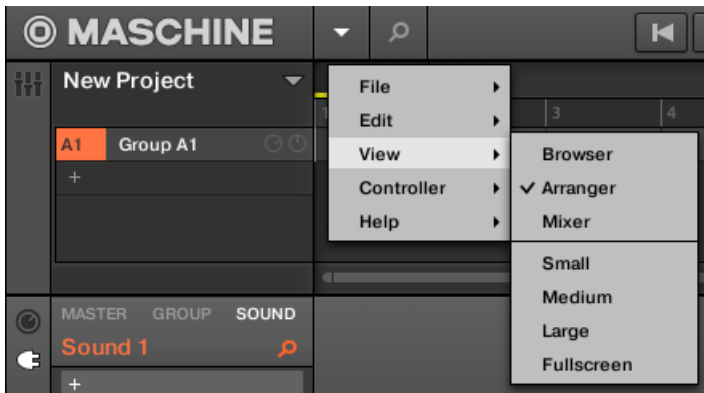 MASCHINE
New Project
A1 Group A1
+
1 3 4
File
Edit
View
Controller
Help
Browser
Arranger
Mixer
Small
Medium
Large
Fullscreen
MASTER GROUP SOUND
Sound 1
+